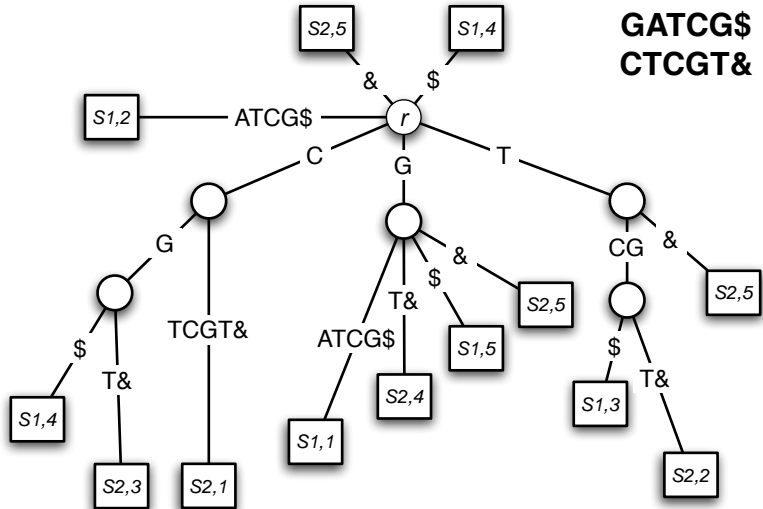 S2,5
S1,4
GATCG$
CTCGT&
&
$
S1,2
ATCG$
r
C
G
T
G
CG
&
&
$
S2,5
T&
S2,5
TCGT&
ATCG$
S1,5
$
$
T&
T&
S1,4
S2,4
S1,3
S1,1
S2,3
S2,1
S2,2